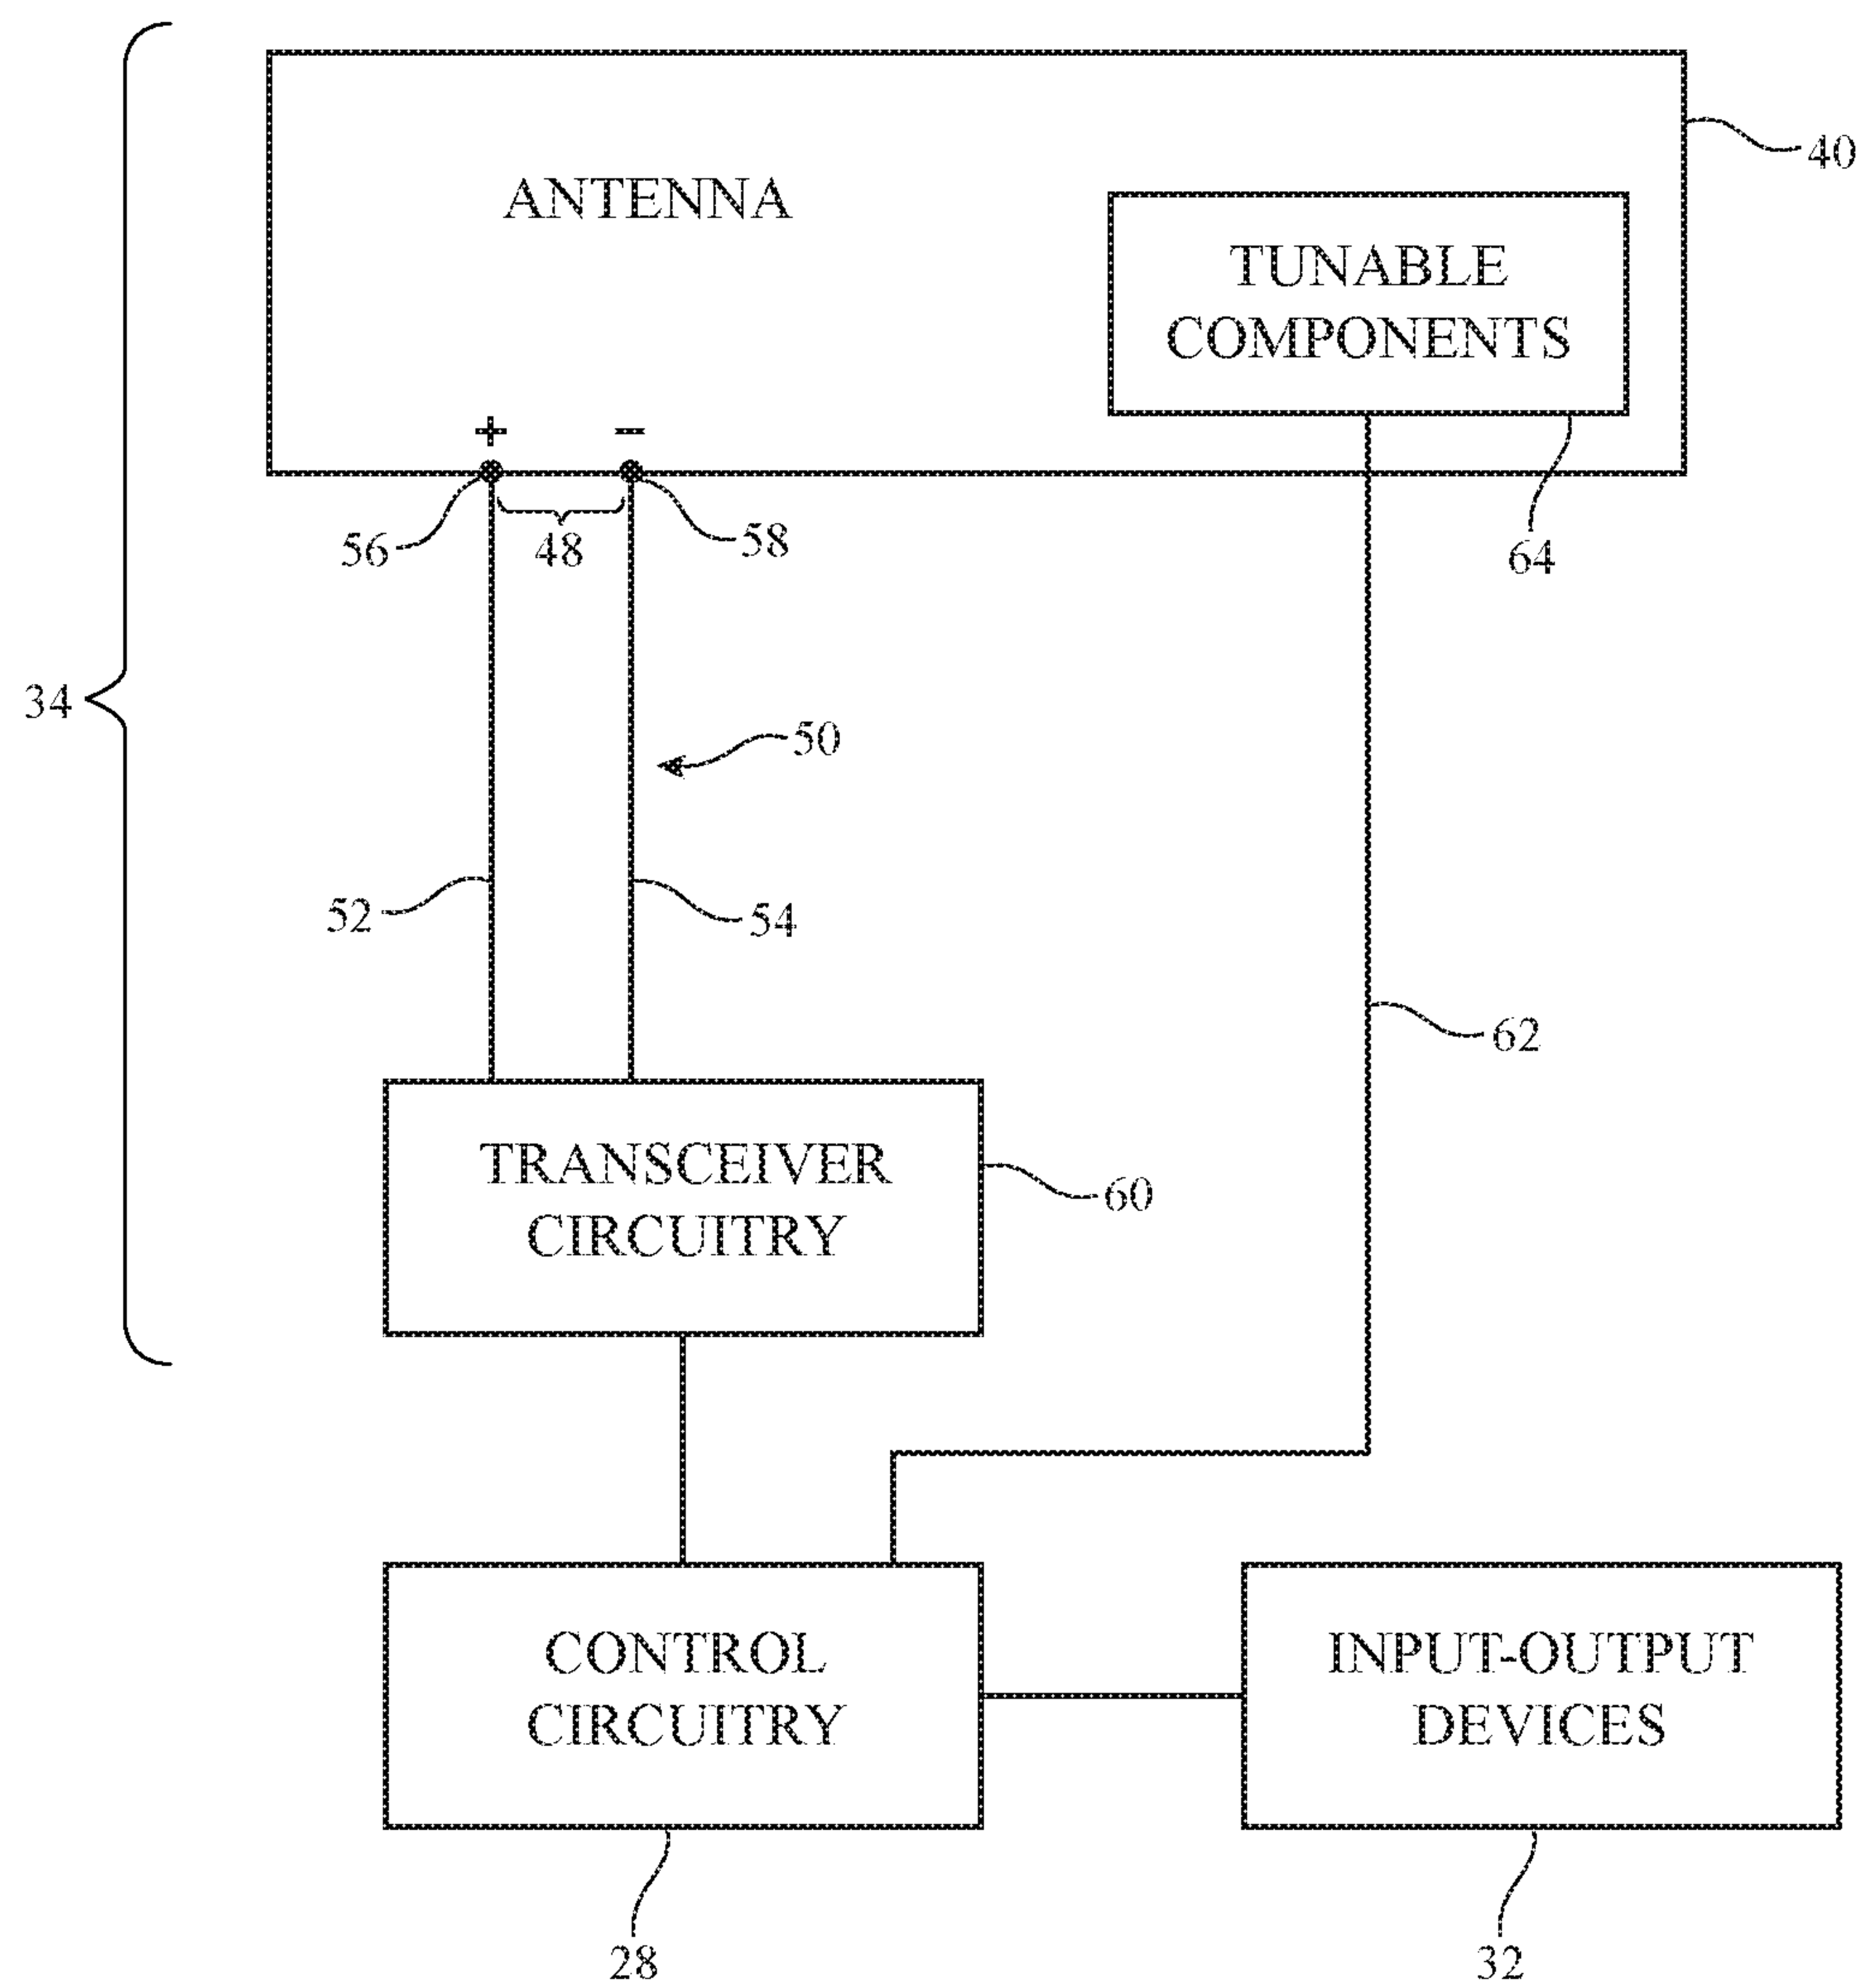 40
ANTENNA
TUNABLE
COMPONENTS
+ −
56
48
58
64
34
50
52
54
62
TRANSCEIVER
CIRCUITRY
60
CONTROL
CIRCUITRY
INPUT-OUTPUT
DEVICES
28
32